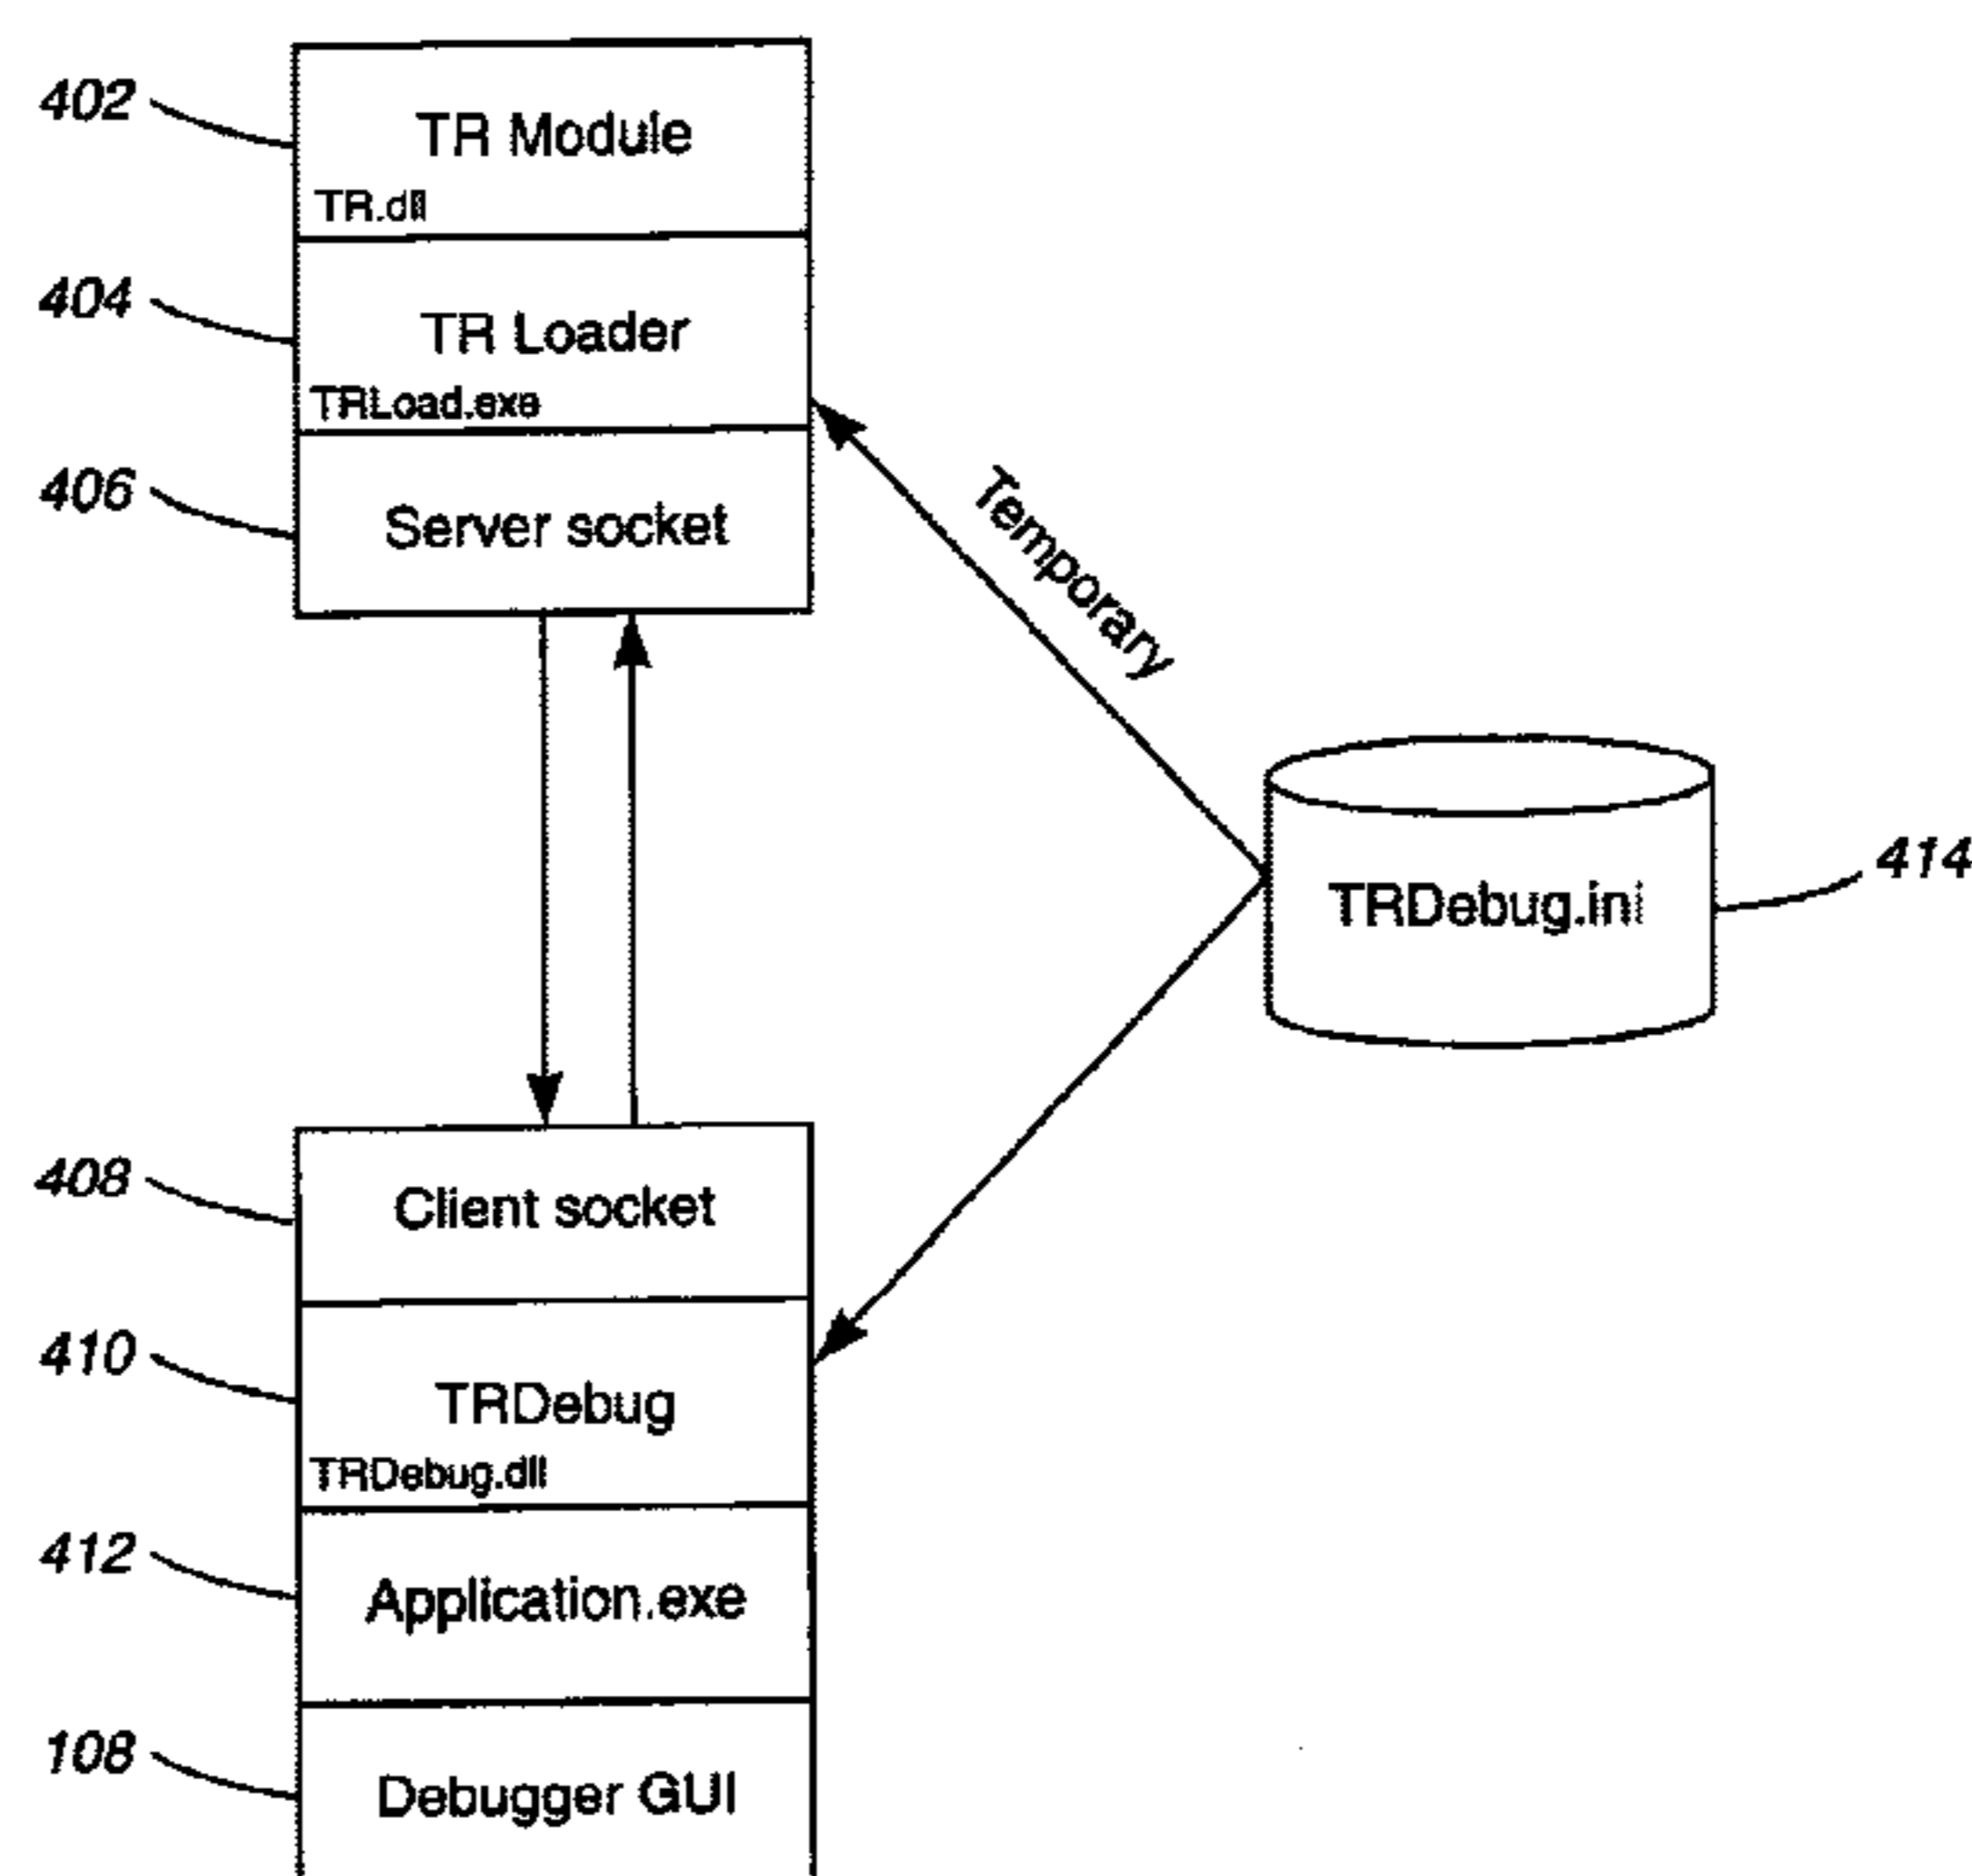 402
TR Module
TR.dll
404
TR Loader
TRLoad.exe
406
Server socket
Temporary
TRDebug.ini
414
408
Client socket
410
TRDebug
TRDebug.dll
412
Application.exe
108
Debugger GUI